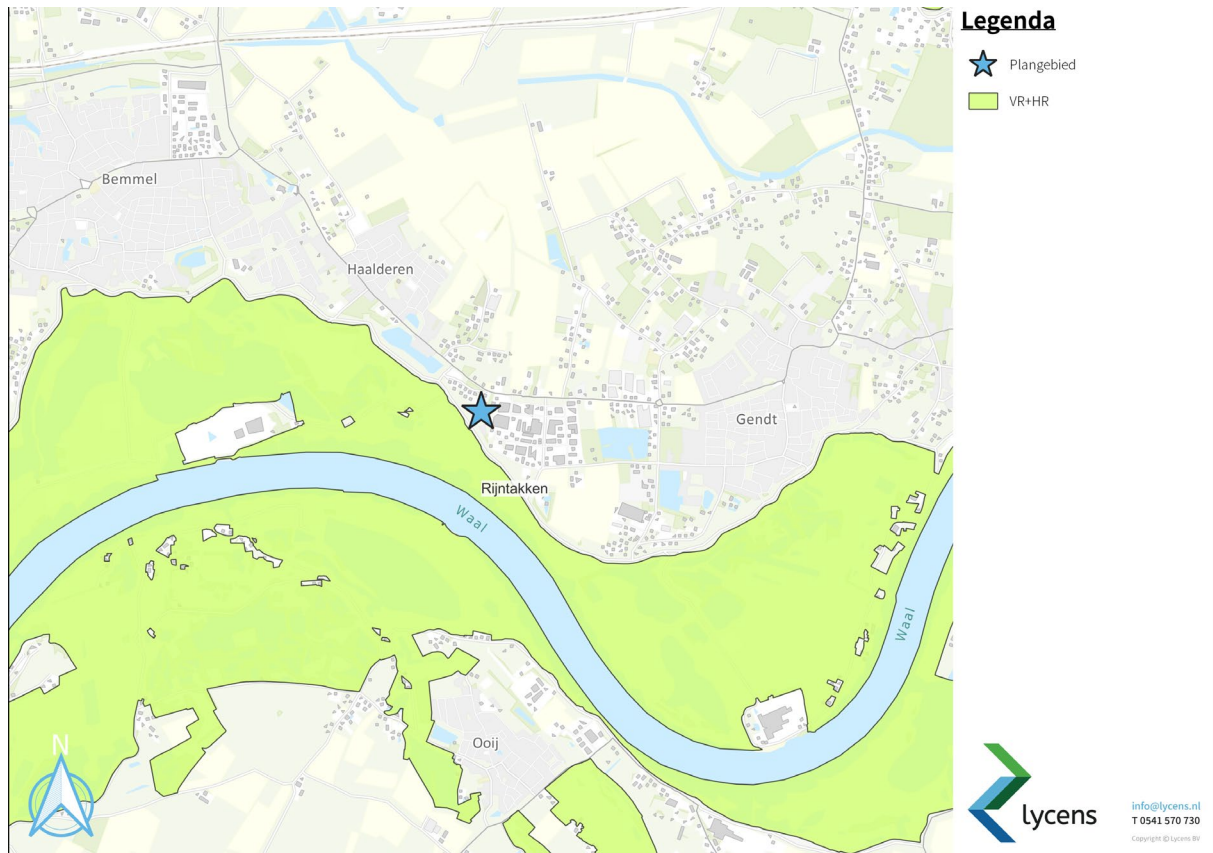 Legenda
Plangebied
VR+HR
Bemmel
Haalderen
Gendt
Rijntakken
Waal
Waal
Ooij
N
lycens
info@lycens.nl
T 0541 570 730
Copyright © Lycens BV